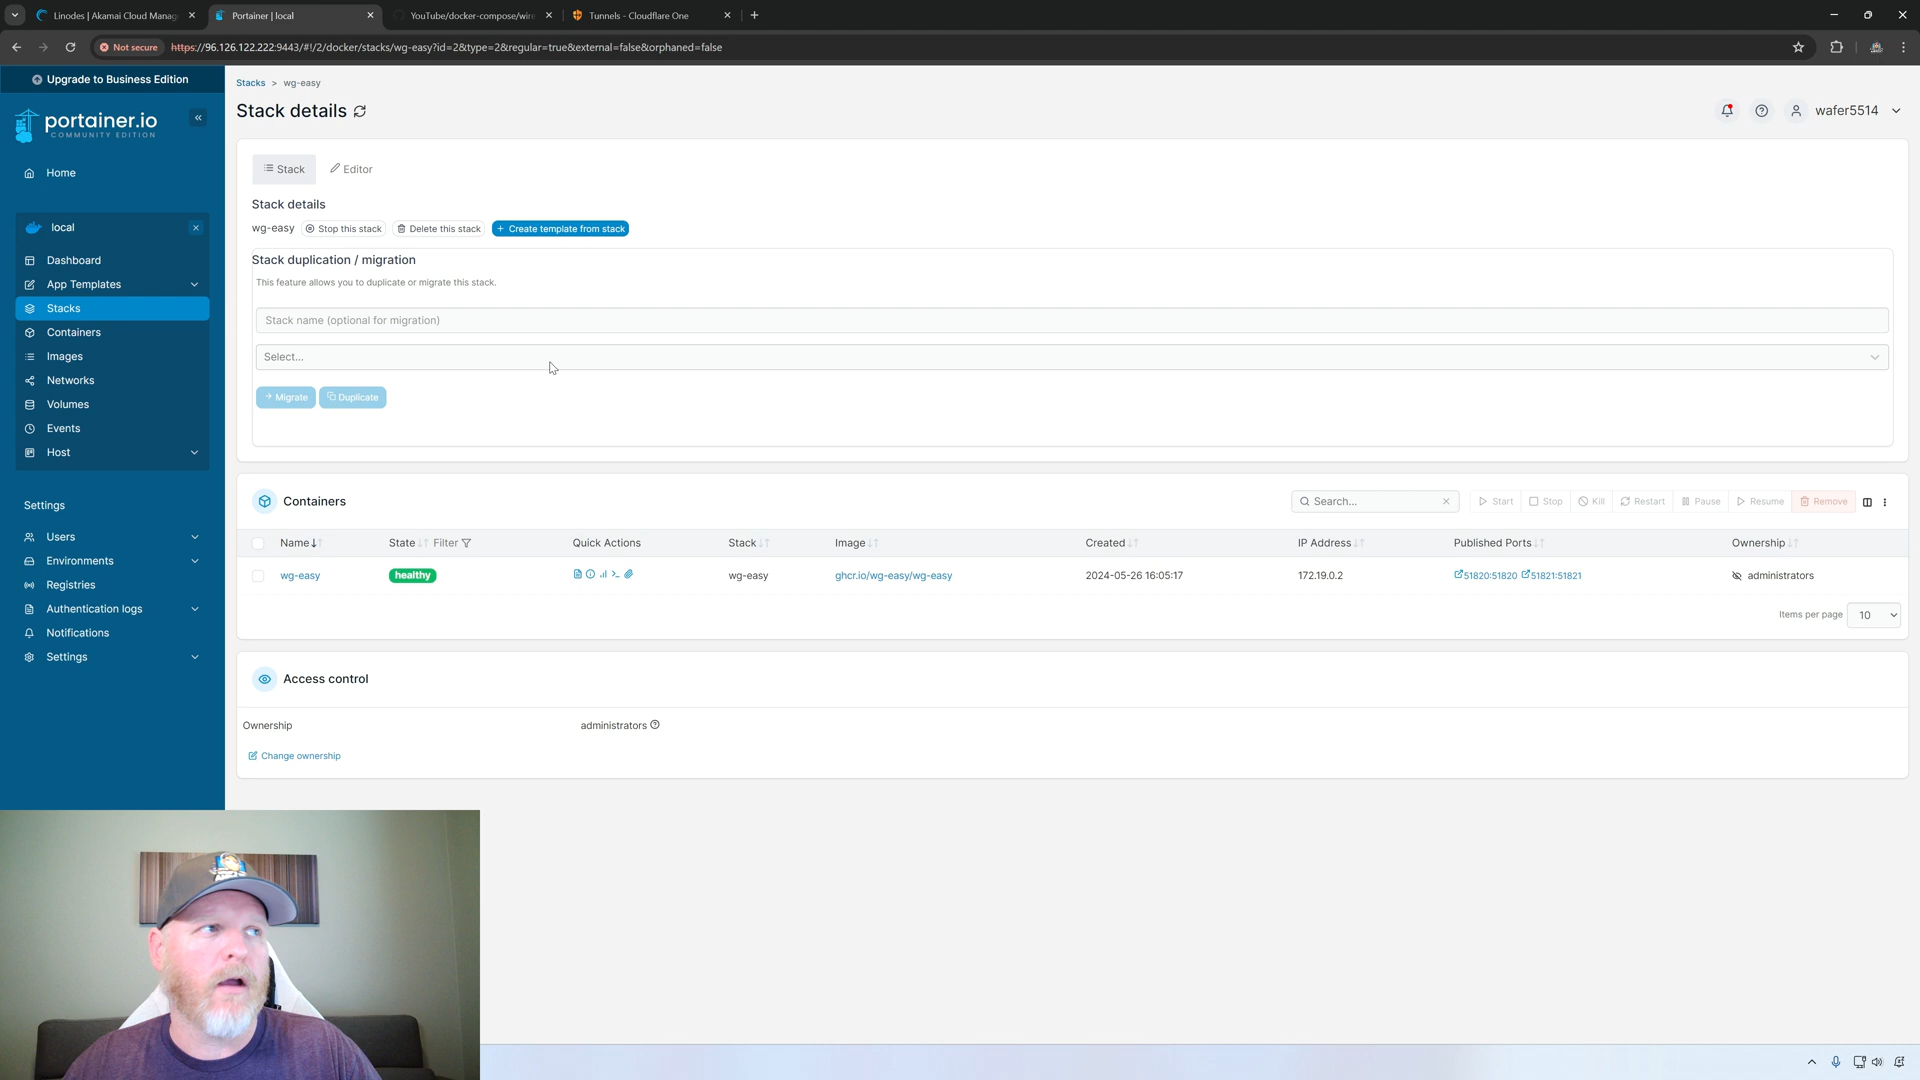 Linodes | Akamai Cloud Manag
Portainer | local
YouTube/docker-compose/wire
Tunnels - Cloudflare One
Not secure
https://96.126.122.222:9443/#!/2/docker/stacks/wg-easy?id=2&type=2&regular=true&external=false&orphaned=false
Upgrade to Business Edition
portainer.io
COMMUNITY EDITION
Home
local
Dashboard
App Templates
Stacks
Containers
Images
Networks
Volumes
Events
Host
Settings
Users
Environments
Registries
Authentication logs
Notifications
Settings
Stacks > wg-easy
Stack details
wafer5514
Stack
Editor
Stack details
wg-easy Stop this stack Delete this stack + Create template from stack
Stack duplication / migration
This feature allows you to duplicate or migrate this stack.
Stack name (optional for migration)
Select...
Migrate Duplicate
Containers
Search...
Start Stop Kill Restart Pause Resume Remove
Name State Filter Quick Actions Stack Image Created IP Address Published Ports Ownership
wg-easy healthy wg-easy ghcr.io/wg-easy/wg-easy 2024-05-26 16:05:17 172.19.0.2 51820:51820 51821:51821 administrators
Items per page 10
Access control
Ownership administrators
Change ownership